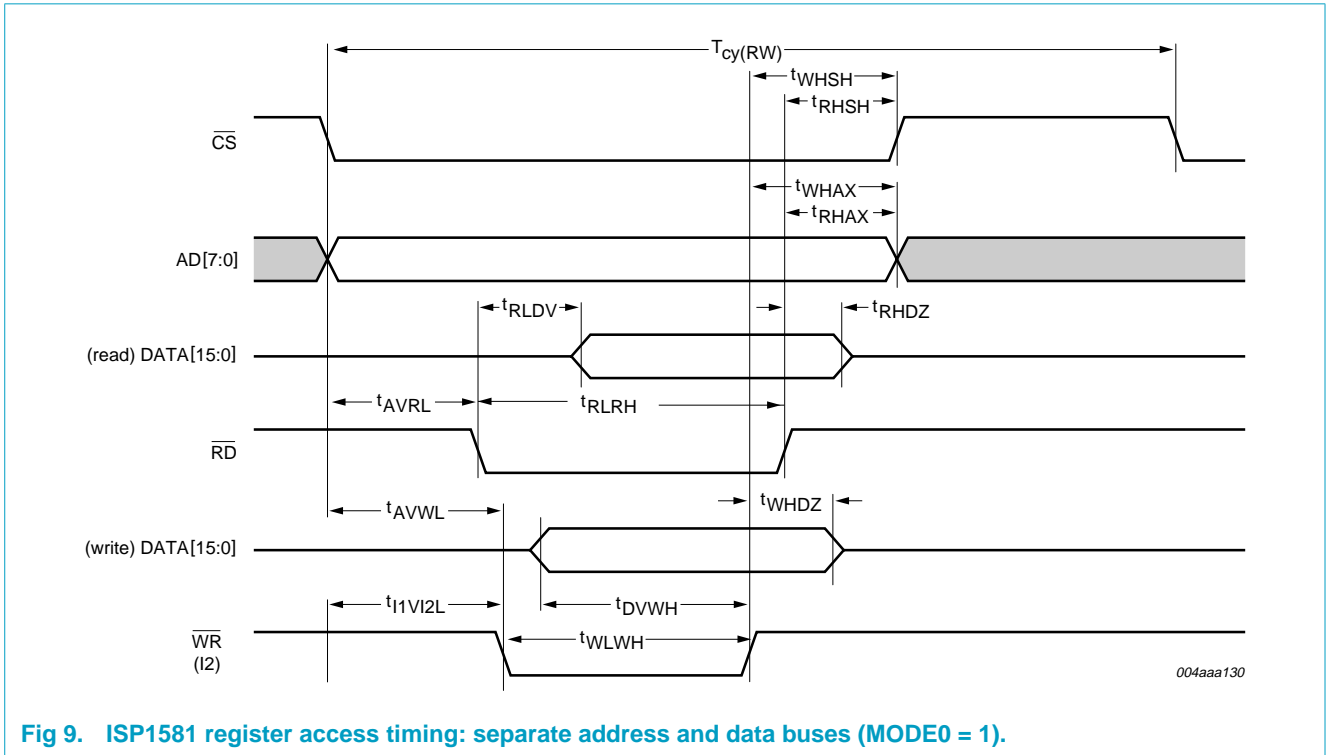 Tcy(RW)
tWHSH
tRHSH
CS
tWHAX
tRHAX
AD[7:0]
tRLDV
tRHDZ
(read) DATA[15:0]
tAVRL
tRLRH
RD
tAVWL
tWHDZ
(write) DATA[15:0]
tI1VI2L
tDVWH
tWLWH
WR
(I2)
004aaa130
Fig 9. ISP1581 register access timing: separate address and data buses (MODE0 = 1).